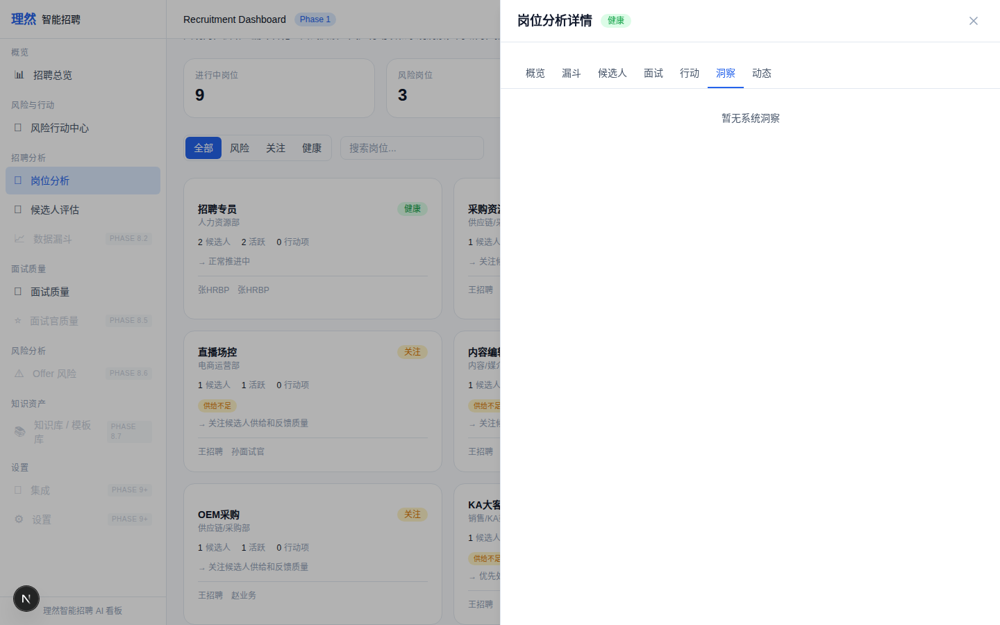 理然 智能招聘
概览
招聘总览
风险与行动
风险行动中心
招聘分析
岗位分析
候选人评估
数据漏斗 PHASE 8.2
面试质量
面试质量
面试官质量 PHASE 8.5
风险分析
Offer 风险 PHASE 8.6
知识资产
知识库 / 模板
库
PHASE
8.7
设置
集成 PHASE 9+
设置 PHASE 9+
理然智能招聘 AI 看板
Recruitment Dashboard Phase 1
进行中岗位
9
风险岗位
3
全部 风险 关注 健康 搜索岗位...
招聘专员 健康
人力资源部
2 候选人 2 活跃 0 行动项
→ 正常推进中
张HRBP 张HRBP
采购资
供应链/
1 候选人
→ 关注
王招聘
直播场控 关注
电商运营部
1 候选人 1 活跃 0 行动项
供给不足
→ 关注候选人供给和反馈质量
王招聘 孙面试官
内容编
内容/媒
1 候选人
供给不足
→ 关注
王招聘
OEM采购 关注
供应链/采购部
1 候选人 1 活跃 0 行动项
→ 关注候选人供给和反馈质量
王招聘 赵业务
KA大客
销售/KA
1 候选人
供给不足
→ 优先
王招聘
岗位分析详情 健康
概览 漏斗 候选人 面试 行动 洞察 动态
暂无系统洞察